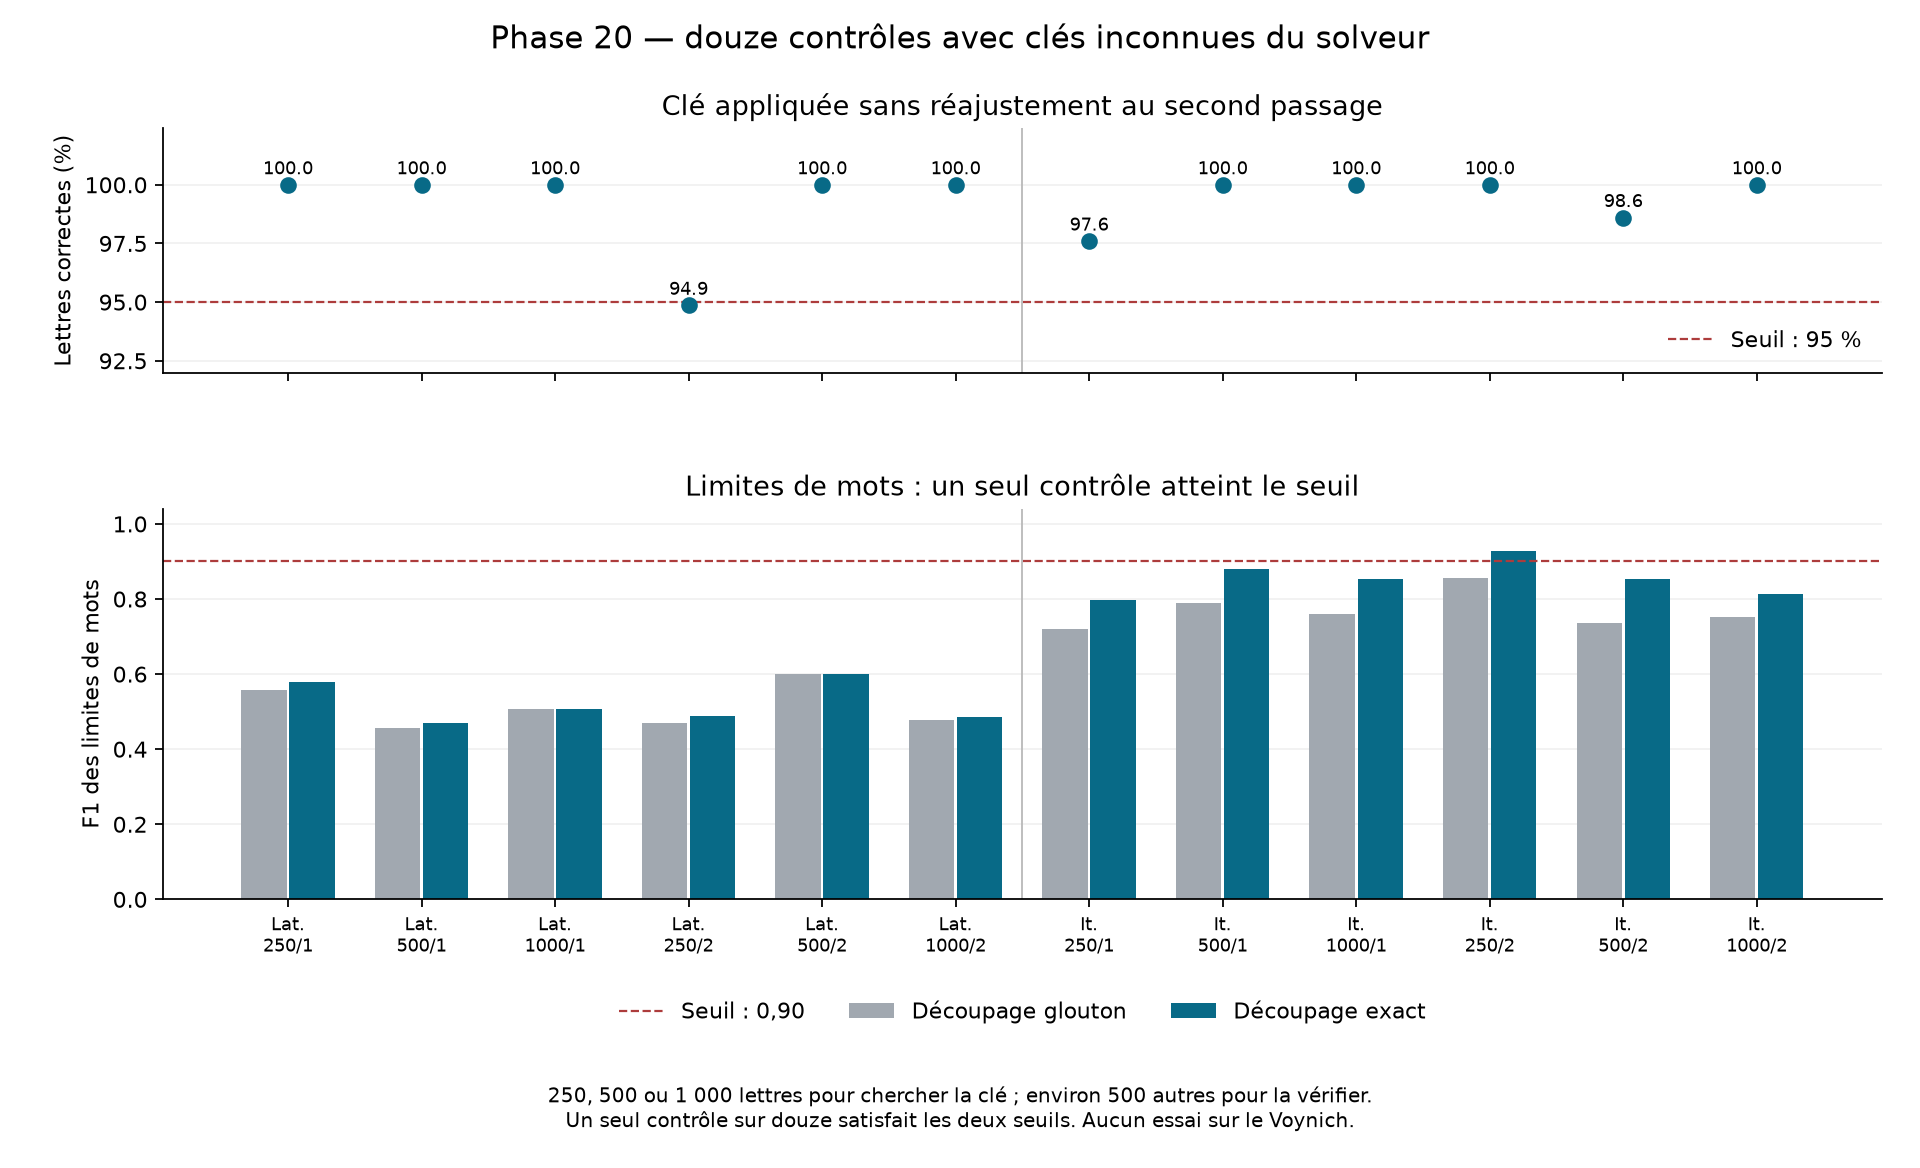 Phase 20 — douze contrôles avec clés inconnues du solveur
Clé appliquée sans réajustement au second passage
Lettres correctes (%)
100.0
97.5
95.0
92.5
100.0
100.0
100.0
94.9
100.0
100.0
97.6
100.0
100.0
100.0
98.6
100.0
Seuil : 95 %
Limites de mots : un seul contrôle atteint le seuil
F1 des limites de mots
1.0
0.8
0.6
0.4
0.2
0.0
Lat.
250/1
Lat.
500/1
Lat.
1000/1
Lat.
250/2
Lat.
500/2
Lat.
1000/2
It.
250/1
It.
500/1
It.
1000/1
It.
250/2
It.
500/2
It.
1000/2
Seuil : 0,90
Découpage glouton
Découpage exact
250, 500 ou 1 000 lettres pour chercher la clé ; environ 500 autres pour la vérifier.
Un seul contrôle sur douze satisfait les deux seuils. Aucun essai sur le Voynich.